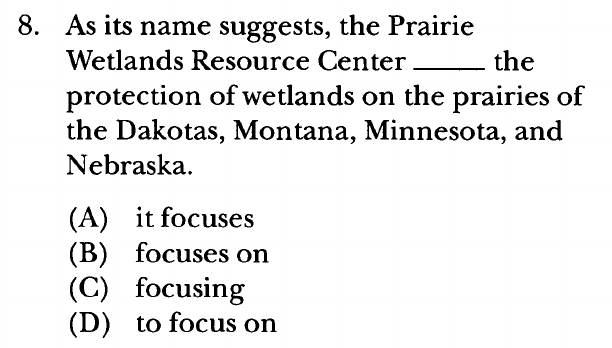 8. As its name suggests, the Prairie
Wetlands Resource Center _____ the
protection of wetlands on the prairies of
the Dakotas, Montana, Minnesota, and
Nebraska.
(A) it focuses
(B) focuses on
(C) focusing
(D) to focus on